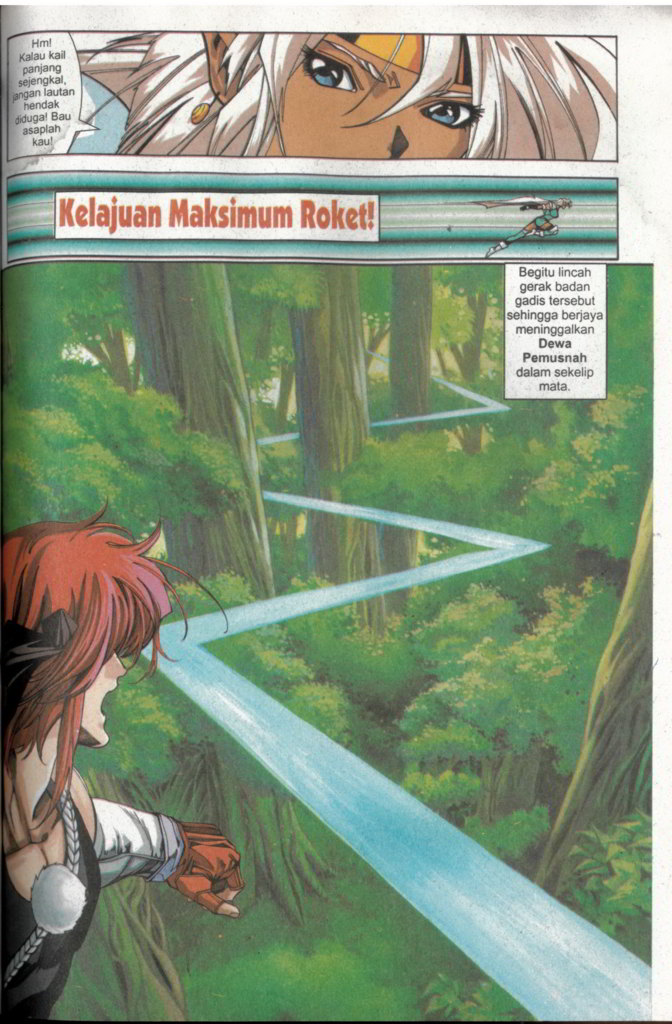 Hm!
Kalau kail
panjang
sejengkal,
jangan lautan
hendak
diduga! Bau
asaplah
kau!
Kelajuan Maksimum Roket!
Begitu lincah
gerak badan
gadis tersebut
sehingga berjaya
meninggalkan
Dewa
Pemusnah
dalam sekelip
mata.